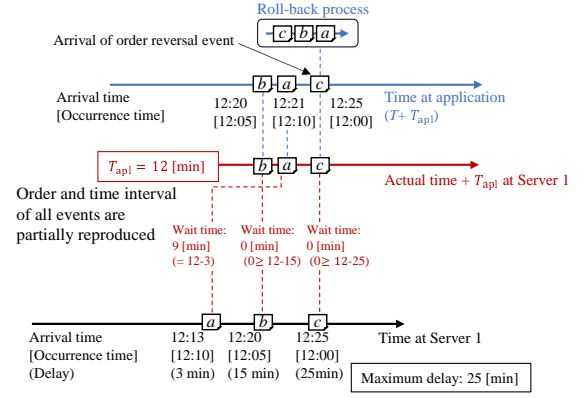 Roll-back process
c b a
Arrival of order reversal event
b a c
Arrival time
[Occurrence time]
12:20
[12:05]
12:21
[12:10]
12:25
[12:00]
Time at application
(T+ Tapl)
Tapl = 12 [min]
b a c
Actual time + Tapl at Server 1
Order and time interval
of all events are
partially reproduced
Wait time:
9 [min]
(= 12-3)
Wait time:
0 [min]
(0≥ 12-15)
Wait time:
0 [min]
(0≥ 12-25)
a b c
Time at Server 1
Arrival time
[Occurrence time]
(Delay)
12:13
[12:10]
(3 min)
12:20
[12:05]
(15 min)
12:25
[12:00]
(25min)
Maximum delay: 25 [min]